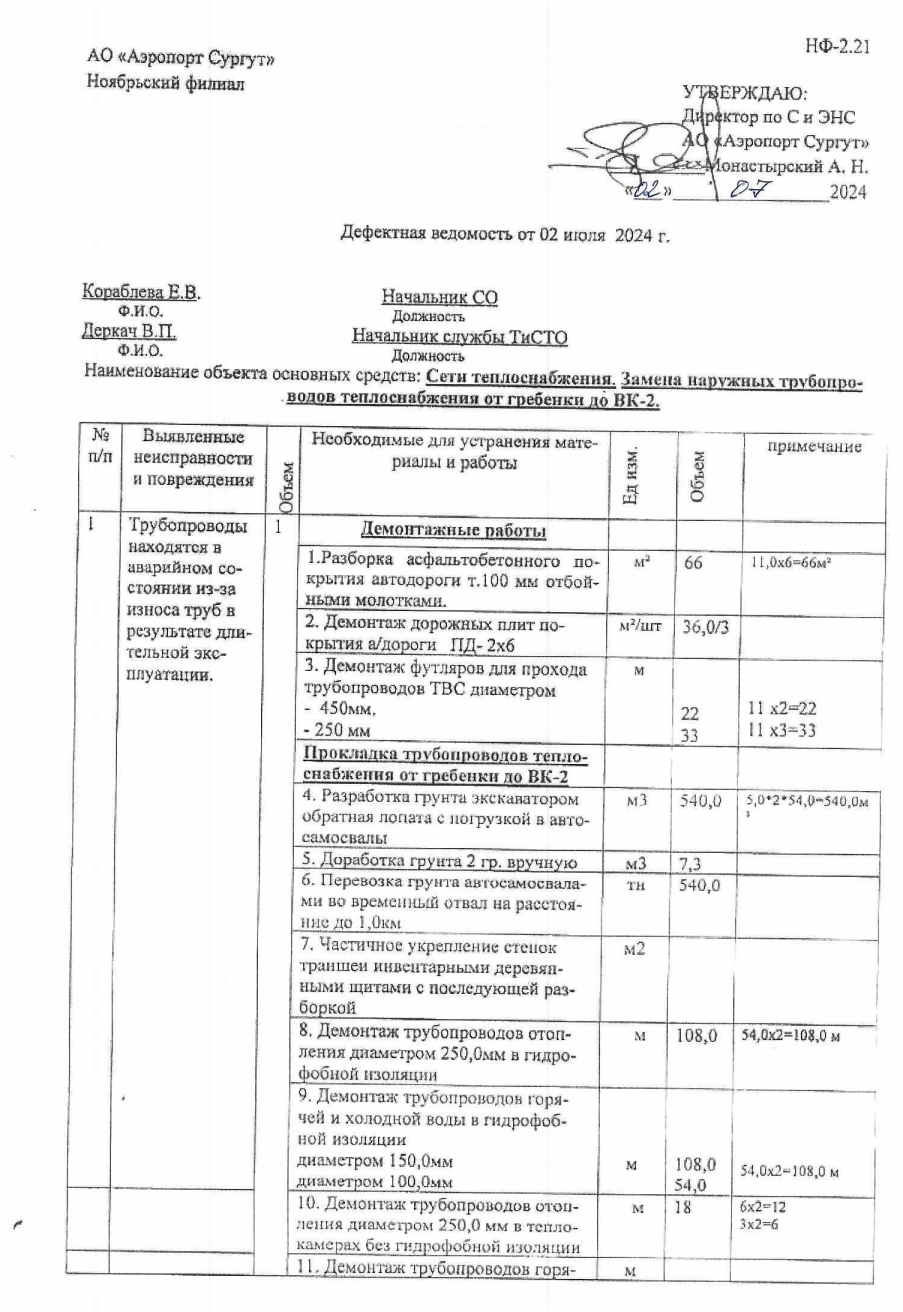 НФ-2.21
АО «Аэропорт Сургут»
Ноябрьский филиал
УТВЕРЖДАЮ:
Директор по С и ЭНС
АО «Аэропорт Сургут»
Монастырский А. Н.
«02» 07 2024
Дефектная ведомость от 02 июля 2024 г.
Кораблева Е.В. Начальник СО
Ф.И.О. Должность
Деркач В.П. Начальник службы ТиСТО
Ф.И.О. Должность
Наименование объекта основных средств: Сети теплоснабжения. Замена наружных трубопро-
водов теплоснабжения от гребенки до ВК-2.
№ п/п
Выявленные
неисправности
и повреждения
Объем
Необходимые для устранения мате-
риалы и работы
Ед изм.
Объем
примечание
1
Трубопроводы
находятся в
аварийном со-
стоянии из-за
износа труб в
результате дли-
тельной экс-
плуатации.
1
Демонтажные работы
1.Разборка асфальтобетонного по-
крытия автодороги т.100 мм отбой-
ными молотками.
м² 66 11,0х6=66м²
2. Демонтаж дорожных плит по-
крытия а/дороги ПД- 2х6
м²/шт 36,0/3
3. Демонтаж футляров для прохода
трубопроводов ТВС диаметром
м
- 450мм. 22 11 х2=22
- 250 мм 33 11 х3=33
Прокладка трубопроводов тепло-
снабжения от гребенки до ВК-2
4. Разработка грунта экскаватором
обратная лопата с погрузкой в авто-
самосвалы
м3 540,0 5,0*2*54,0=540,0м
3
5. Доработка грунта 2 гр. вручную м3 7,3
6. Перевозка грунта автосамосвала-
ми во временный отвал на расстоя-
ние до 1,0км
тн 540,0
7. Частичное укрепление стенок
траншеи инвентарными деревян-
ными щитами с последующей раз-
боркой
м2
8. Демонтаж трубопроводов отоп-
ления диаметром 250,0мм в гидро-
фобной изоляции
м 108,0 54,0х2=108,0 м
9. Демонтаж трубопроводов горя-
чей и холодной воды в гидрофоб-
ной изоляции
диаметром 150,0мм м 108,0 54,0х2=108,0 м
диаметром 100,0мм 54,0
10. Демонтаж трубопроводов отоп-
ления диаметром 250,0 мм в тепло-
камерах без гидрофобной изоляции
м 18 6х2=12
3х2=6
11. Демонтаж трубопроводов горя- м